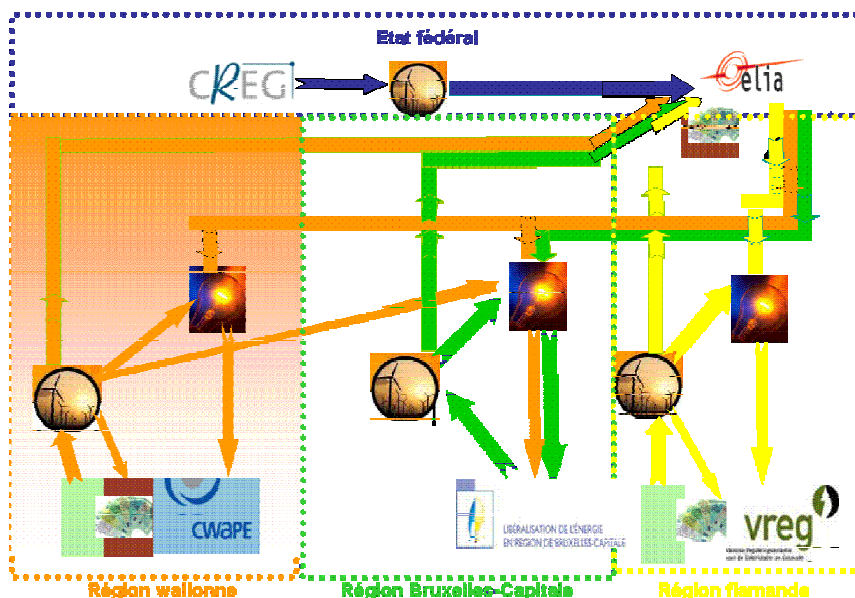 Etat fédéral
CREG
elia
CWAPE
LIBÉRALISATION DE L'ÉNERGIE
EN RÉGION DE BRUXELLES-CAPITALE
vreg
Région wallonne
Région Bruxelles-Capitale
Région flamande